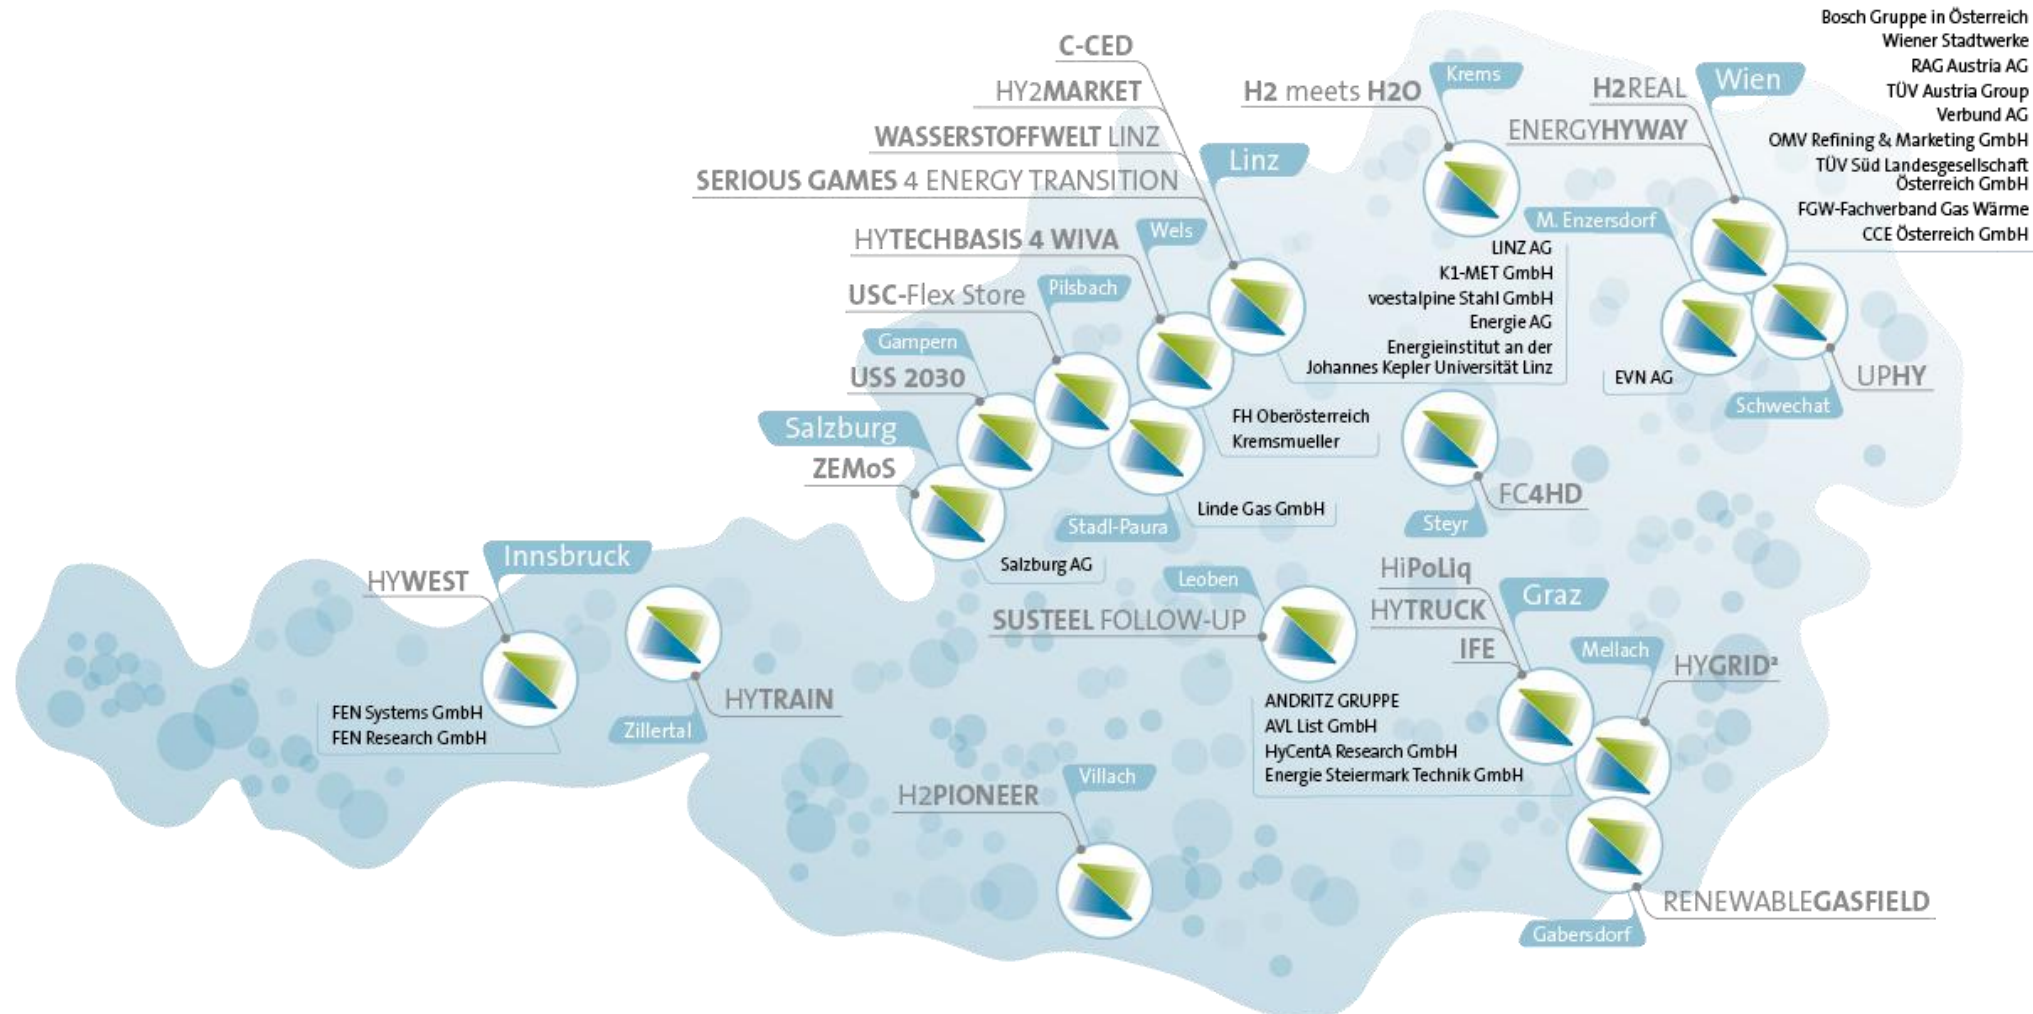 Bosch Gruppe in Österreich
Wiener Stadtwerke
RAG Austria AG
TÜV Austria Group
Verbund AG
OMV Refining & Marketing GmbH
TÜV Süd Landesgesellschaft
Österreich GmbH
FGW-Fachverband Gas Wärme
CCE Österreich GmbH
C-CED
HY2MARKET
WASSERSTOFFWELT LINZ
SERIOUS GAMES 4 ENERGY TRANSITION
Linz
H2 meets H2O
Krems
H2REAL
ENERGYHYWAY
Wien
HYTECHBASIS 4 WIVA
Wels
USC-Flex Store
Pilsbach
Gampern
USS 2030
Salzburg
ZEMoS
M. Enzersdorf
LINZ AG
K1-MET GmbH
voestalpine Stahl GmbH
Energie AG
Energieinstitut an der
Johannes Kepler Universität Linz
EVN AG
UPHY
Schwechat
FH Oberösterreich
Kremsmueller
Linde Gas GmbH
Stadl-Paura
FC4HD
Steyr
Salzburg AG
Innsbruck
HYWEST
FEN Systems GmbH
FEN Research GmbH
HYTRAIN
Zillertal
Leoben
SUSTEEL FOLLOW-UP
HiPoLiq
HYTRUCK
IFE
Graz
Mellach
HYGRID²
ANDRITZ GRUPPE
AVL List GmbH
HyCentA Research GmbH
Energie Steiermark Technik GmbH
H2PIONEER
Villach
RENEWABLEGASFIELD
Gabersdorf